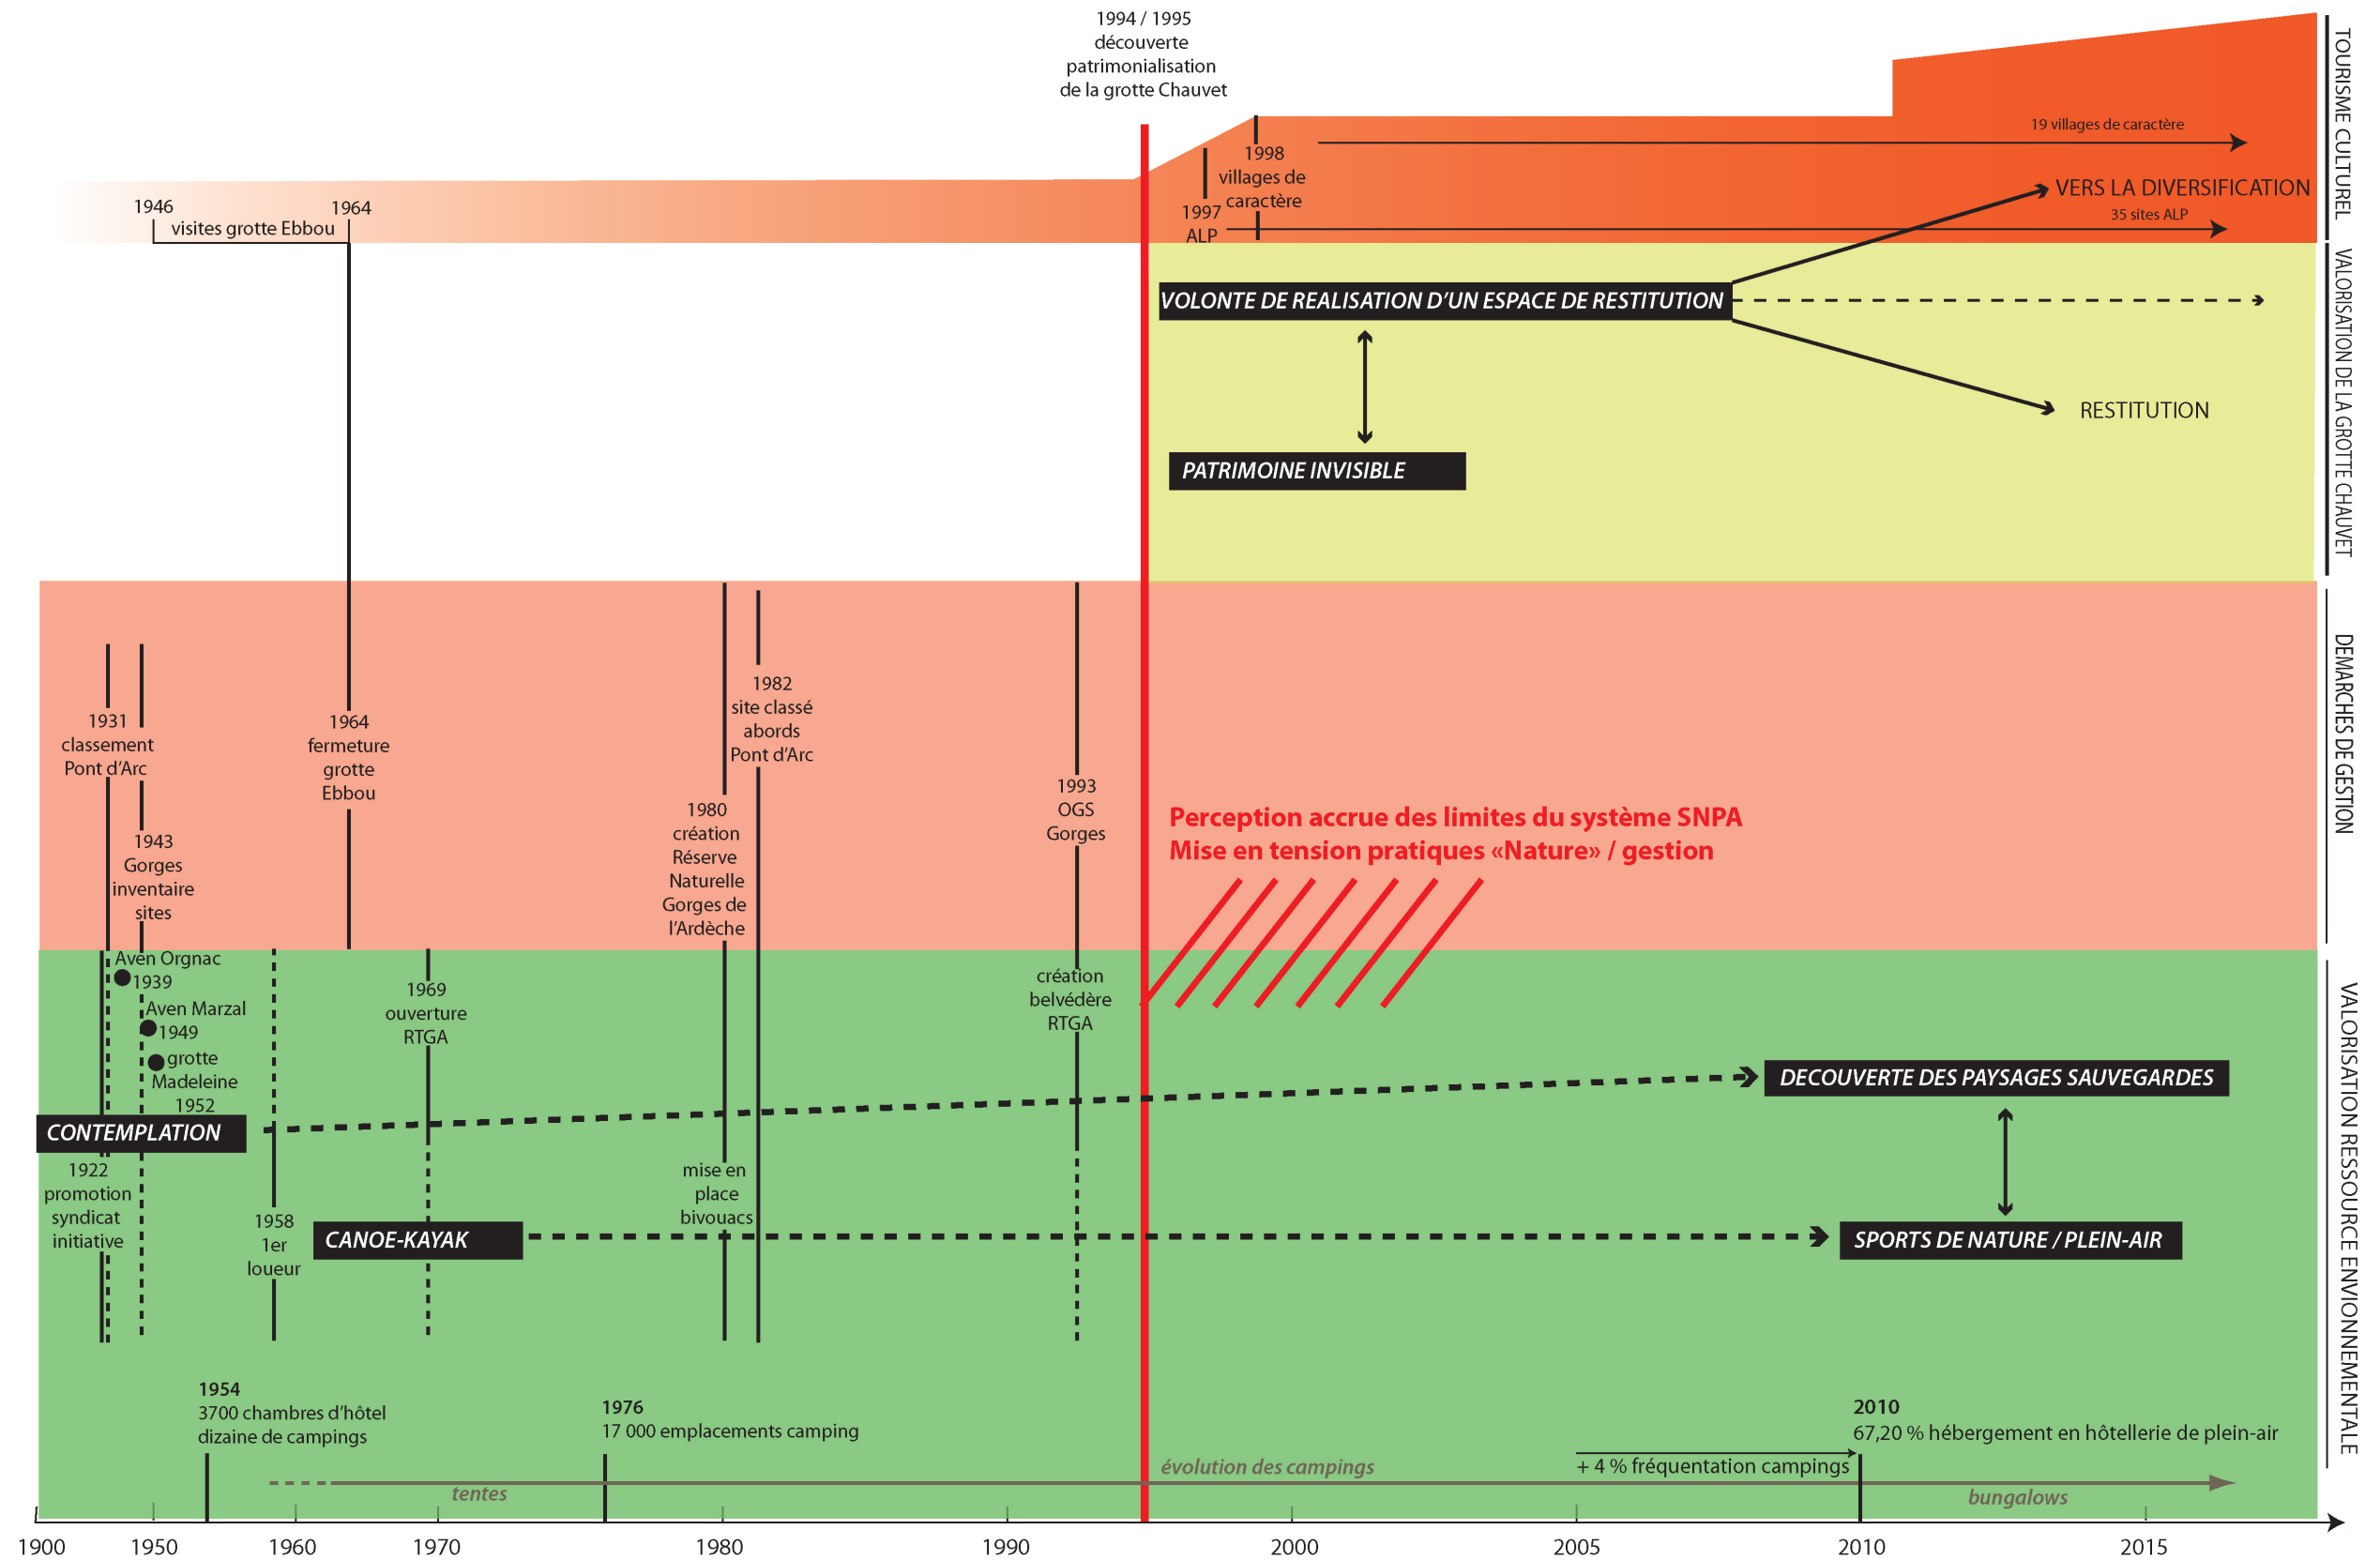 1994 / 1995
découverte
patrimonialisation
de la grotte Chauvet
TOURISME CULTUREL
19 villages de caractère
1998
villages de
caractère
1946
1964
visites grotte Ebbou
1997
ALP
VERS LA DIVERSIFICATION
35 sites ALP
VALORISATION DE LA GROTTE CHAUVET
VOLONTE DE REALISATION D’UN ESPACE DE RESTITUTION
RESTITUTION
PATRIMOINE INVISIBLE
DEMARCHES DE GESTION
1931
classement
Pont d’Arc
1943
Gorges
inventaire
sites
1964
fermeture
grotte
Ebbou
1980
création
Réserve
Naturelle
Gorges de
l’Ardèche
1982
site classé
abords
Pont d’Arc
1993
OGS
Gorges
Perception accrue des limites du système SNPA
Mise en tension pratiques «Nature» / gestion
VALORISATION RESSOURCE ENVIONNEMENTALE
Aven Orgnac
1939
Aven Marzal
1949
grotte
Madeleine
1952
1969
ouverture
RTGA
création
belvédère
RTGA
CONTEMPLATION
DECOUVERTE DES PAYSAGES SAUVEGARDES
1922
promotion
syndicat
initiative
1958
1er
loueur
CANOE-KAYAK
mise en
place
bivouacs
SPORTS DE NATURE / PLEIN-AIR
1954
3700 chambres d’hôtel
dizaine de campings
1976
17 000 emplacements camping
2010
67,20 % hébergement en hôtellerie de plein-air
évolution des campings
+ 4 % fréquentation campings
tentes
bungalows
1900
1950
1960
1970
1980
1990
2000
2005
2010
2015